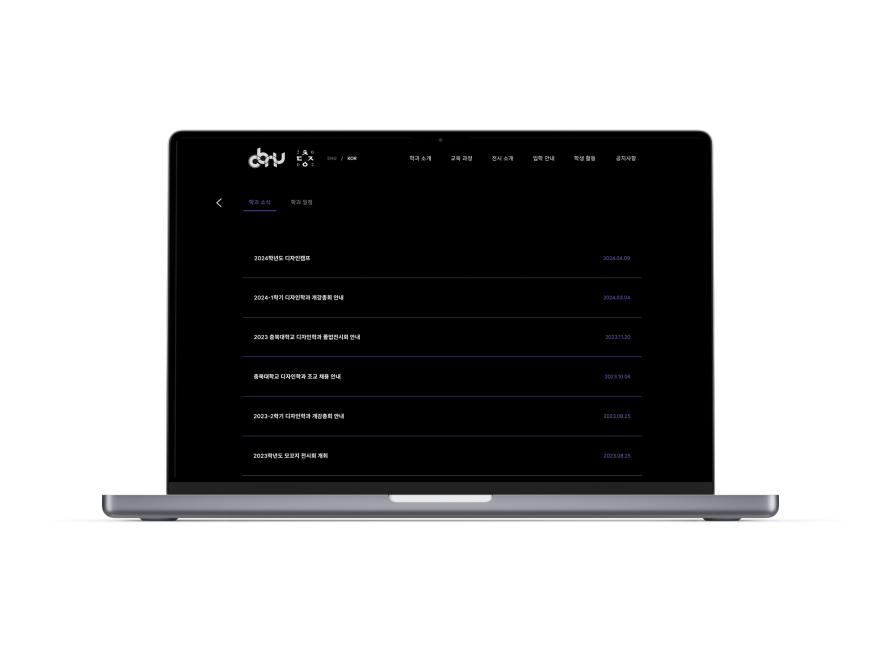 cbnu
ENG / KOR
학과 소개 교육 과정 전시 소개 입학 안내 학생 활동 공지사항
학과 소식 학과 일정
2024학년도 디자인캠프 2024.04.09
2024-1학기 디자인학과 개강총회 안내 2024.03.04
2023 충북대학교 디자인학과 졸업전시회 안내 2023.11.20
충북대학교 디자인학과 조교 채용 안내 2023.10.06
2023-2학기 디자인학과 개강총회 안내 2023.08.25
2023학년도 모꼬지 전시회 개최 2023.08.25